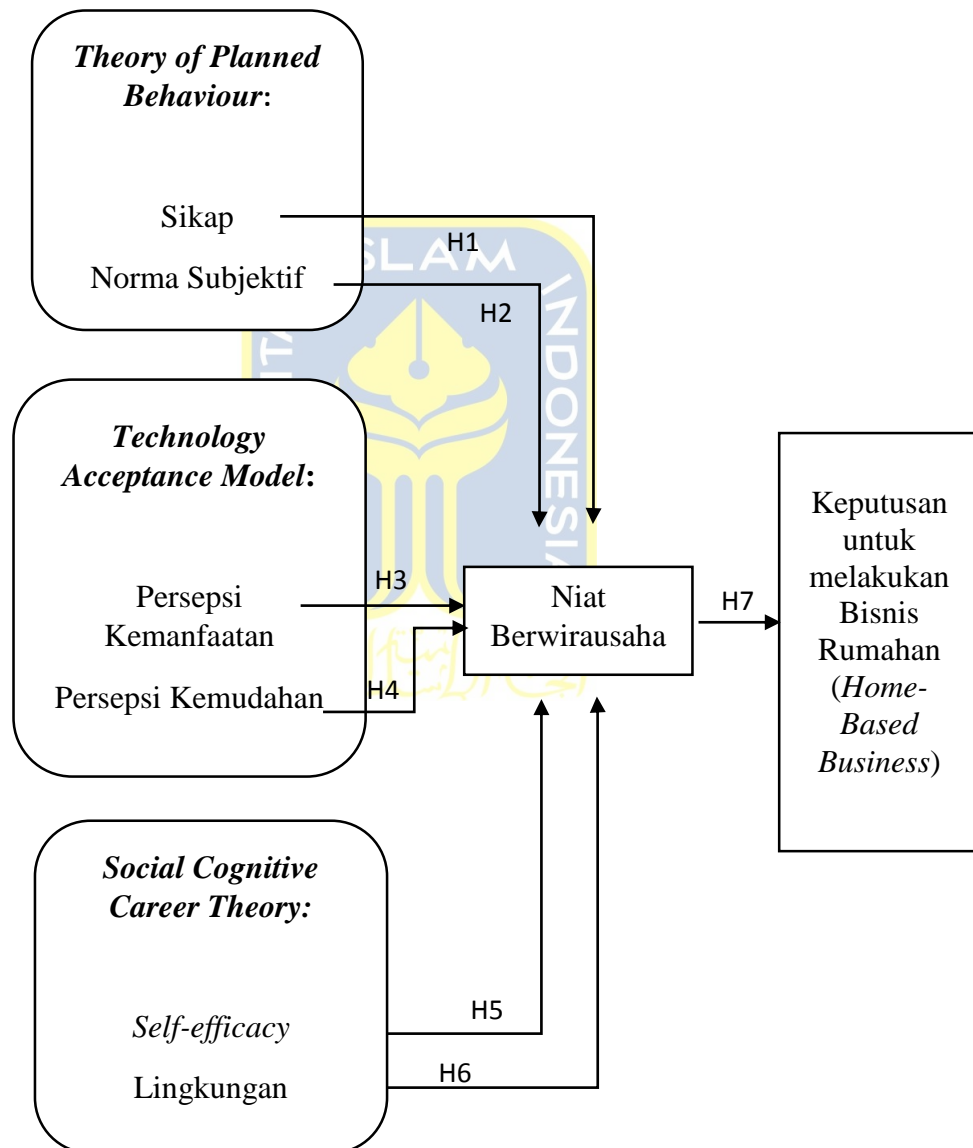 Theory of Planned
Behaviour:
Sikap
H1
Norma Subjektif
H2
ISLAM
INDONESIA
Technology
Acceptance Model:
Persepsi
Kemanfaatan
H3
Persepsi Kemudahan
H4
Niat
Berwirausaha
H7
Keputusan
untuk
melakukan
Bisnis
Rumahan
(Home-
Based
Business)
Social Cognitive
Career Theory:
Self-efficacy
H5
Lingkungan
H6